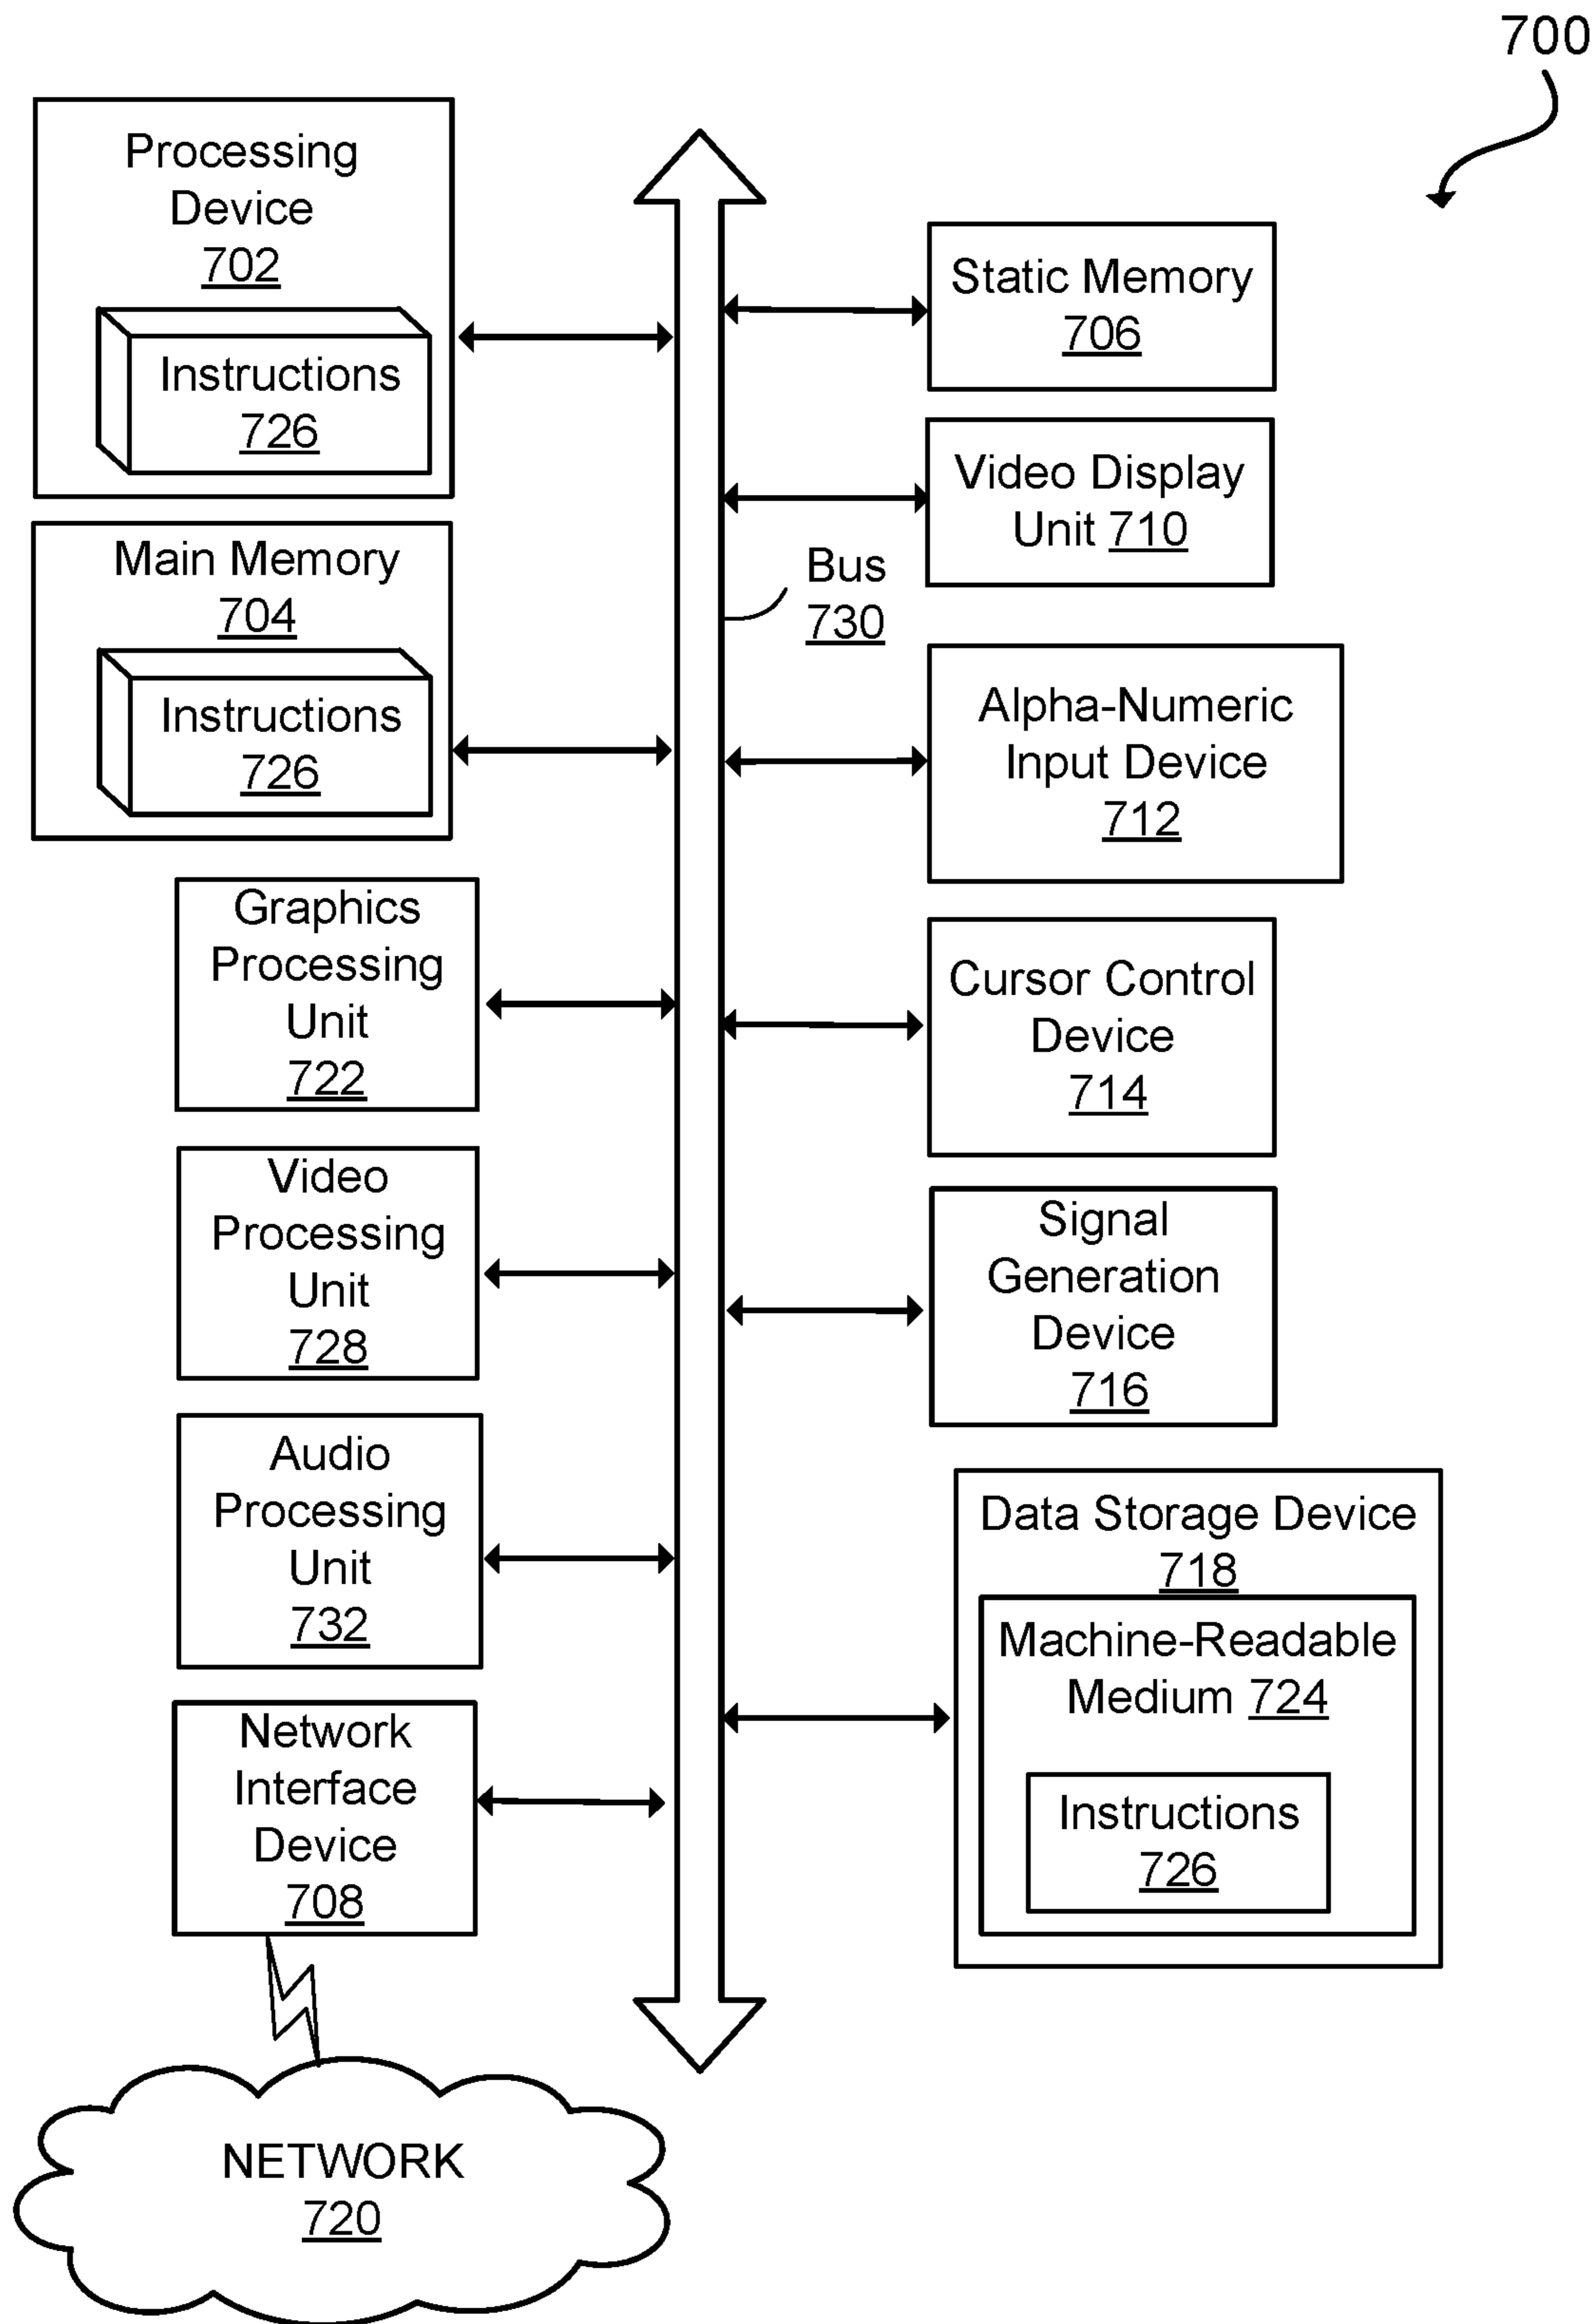 700
Processing
Device
702
Instructions
726
Main Memory
704
Instructions
726
Graphics
Processing
Unit
722
Video
Processing
Unit
728
Audio
Processing
Unit
732
Network
Interface
Device
708
NETWORK
720
Bus
730
Static Memory
706
Video Display
Unit 710
Alpha-Numeric
Input Device
712
Cursor Control
Device
714
Signal
Generation
Device
716
Data Storage Device
718
Machine-Readable
Medium 724
Instructions
726